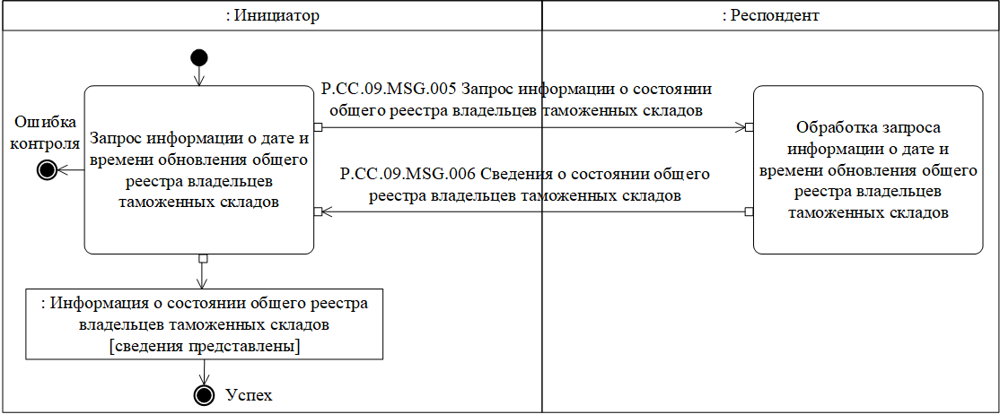 : Инициатор
: Респондент
Ошибка
контроля
Запрос информации о дате и
времени обновления общего
реестра владельцев
таможенных складов
P.CC.09.MSG.005 Запрос информации о состоянии
общего реестра владельцев таможенных складов
P.CC.09.MSG.006 Сведения о состоянии общего
реестра владельцев таможенных складов
Обработка запроса
информации о дате и
времени обновления общего
реестра владельцев
таможенных складов
: Информация о состоянии общего реестра
владельцев таможенных складов
[сведения представлены]
Успех